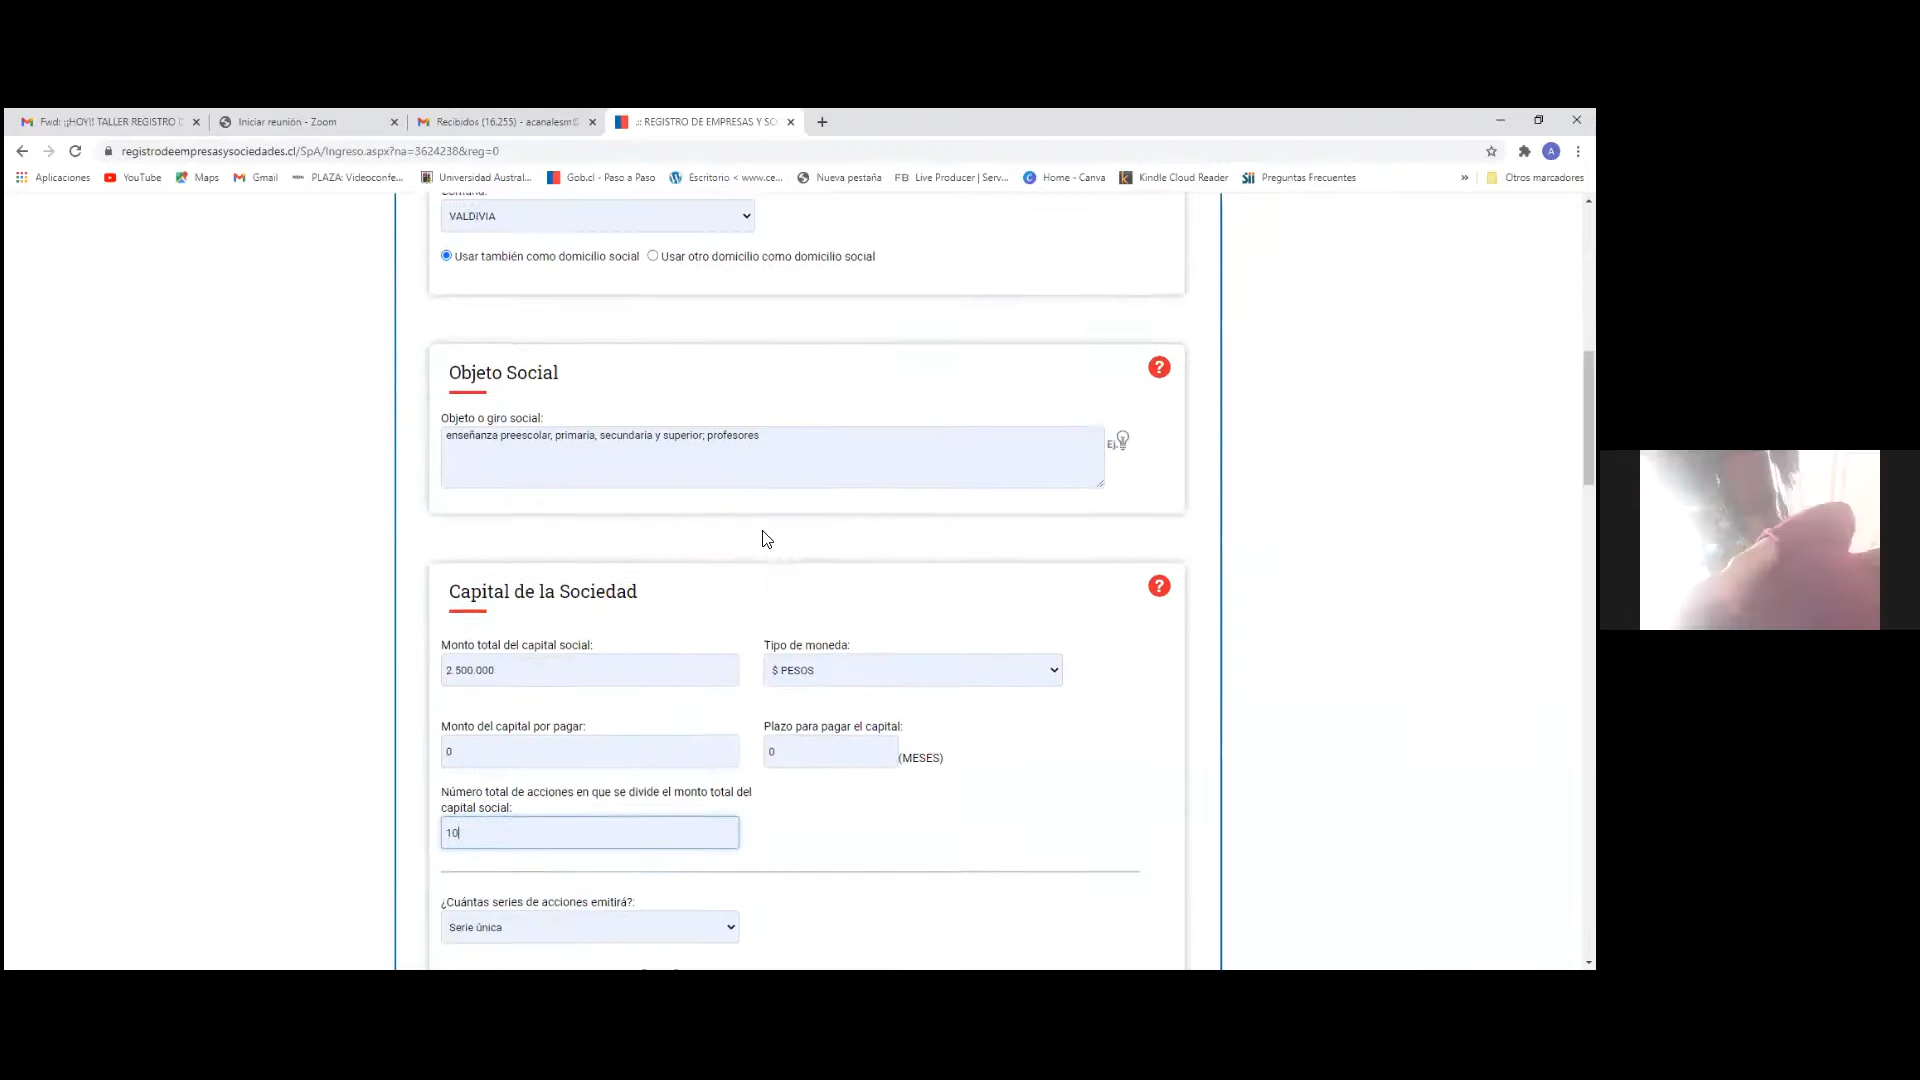 Fwd: ¡¡HOY!! TALLER REGISTRO D
Iniciar reunión - Zoom
Recibidos (16.255) - acanalesm@
.:: REGISTRO DE EMPRESAS Y SO
registrodeempresasysociedades.cl/SpA/Ingreso.aspx?na=3624238&reg=0
A
Aplicaciones
YouTube
Maps
Gmail
PLAZA: Videoconfe...
Universidad Austral...
Gob.cl - Paso a Paso
Escritorio < www.ce...
Nueva pestaña
FB Live Producer | Serv...
Home - Canva
Kindle Cloud Reader
Sii Preguntas Frecuentes
»
Otros marcadores
VALDIVIA
Usar también como domicilio social
Usar otro domicilio como domicilio social
Objeto Social
?
Objeto o giro social:
enseñanza preescolar, primaria, secundaria y superior; profesores
Ej.
Capital de la Sociedad
?
Monto total del capital social:
Tipo de moneda:
2.500.000
$ PESOS
Monto del capital por pagar:
Plazo para pagar el capital:
0
0
(MESES)
Número total de acciones en que se divide el monto total del
capital social:
10
¿Cuántas series de acciones emitirá?:
Serie única